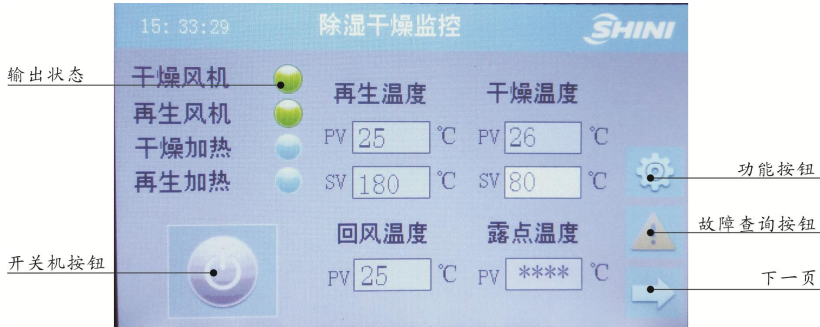 15: 33:29 除湿干燥监控 SHINI
输出状态
干燥风机
再生风机
干燥加热
再生加热
再生温度 干燥温度
PV 25 ℃ PV 26 ℃
SV 180 ℃ SV 80 ℃
回风温度 露点温度
PV 25 ℃ PV **** ℃
功能按钮
故障查询按钮
开关机按钮
下一页